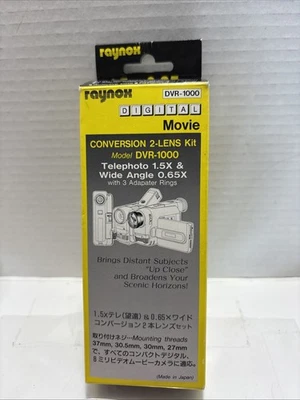 raynox
raynox
DVR-1000
DIGITAL
Movie
CONVERSION 2-LENS Kit
Model DVR-1000
Telephoto 1.5X &
Wide Angle 0.65X
with 3 Adapater Rings
Brings Distant Subjects
"Up Close"
and Broadens Your
Scenic Horizons!
1.5xテレ(望遠)&0.65×ワイド
コンバージョン2本レンズセット
取り付けネジ—Mounting threads
37mm, 30.5mm, 30mm, 27mm
で、すべてのコンパクトデジタル、
8ミリビデオムービーカメラに適応。
(Made in Japan)